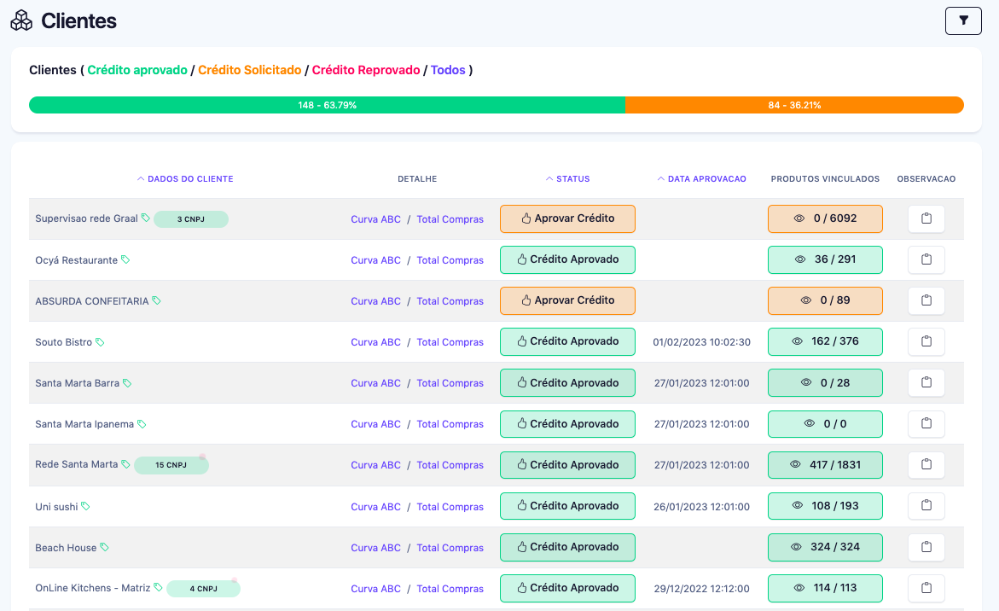 Clientes
Clientes ( Crédito aprovado / Crédito Solicitado / Crédito Reprovado / Todos )
148 - 63.79% 84 - 36.21%
DADOS DO CLIENTE DETALHE STATUS DATA APROVACAO PRODUTOS VINCULADOS OBSERVACAO
Supervisao rede Graal 3 CNPJ Curva ABC / Total Compras Aprovar Crédito 0 / 6092
Ocyá Restaurante Curva ABC / Total Compras Crédito Aprovado 36 / 291
ABSURDA CONFEITARIA Curva ABC / Total Compras Aprovar Crédito 0 / 89
Souto Bistro Curva ABC / Total Compras Crédito Aprovado 01/02/2023 10:02:30 162 / 376
Santa Marta Barra Curva ABC / Total Compras Crédito Aprovado 27/01/2023 12:01:00 0 / 28
Santa Marta Ipanema Curva ABC / Total Compras Crédito Aprovado 27/01/2023 12:01:00 0 / 0
Rede Santa Marta 15 CNPJ Curva ABC / Total Compras Crédito Aprovado 27/01/2023 12:01:00 417 / 1831
Uni sushi Curva ABC / Total Compras Crédito Aprovado 26/01/2023 12:01:00 108 / 193
Beach House Curva ABC / Total Compras Crédito Aprovado 324 / 324
OnLine Kitchens - Matriz 4 CNPJ Curva ABC / Total Compras Crédito Aprovado 29/12/2022 12:12:00 114 / 113